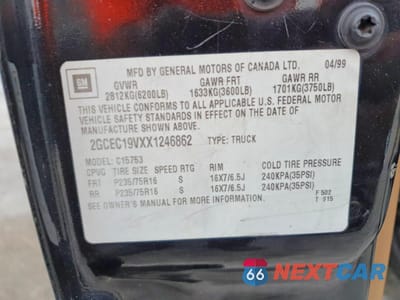 GM
MFD BY GENERAL MOTORS OF CANADA LTD. 04/99
GVWR GAWR FRT GAWR RR
2812KG(6200LB) 1633KG(3600LB) 1701KG(3750LB)
THIS VEHICLE CONFORMS TO ALL APPLICABLE U.S. FEDERAL MOTOR
VEHICLE SAFETY STANDARDS IN EFFECT ON THE DATE OF
MANUFACTURE SHOWN ABOVE.
2GCEC19VXX1246862 TYPE: TRUCK
MODEL: C15753
TIRE SIZE SPEED RTG RIM COLD TIRE PRESSURE
FRT P235/75R16 S 16X7/6.5J 240KPA(35PSI)
RR P235/75R16 S 16X7/6.5J 240KPA(35PSI)
SEE OWNER'S MANUAL FOR MORE INFORMATION.
F 502
T 915
66 NEXTCAR